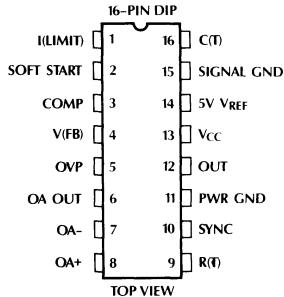 16-PIN DIP
I(LIMIT) 1 16 C(T)
SOFT START 2 15 SIGNAL GND
COMP 3 14 5V VREF
V(FB) 4 13 VCC
OVP 5 12 OUT
OA OUT 6 11 PWR GND
OA- 7 10 SYNC
OA+ 8 9 R(T)
TOP VIEW